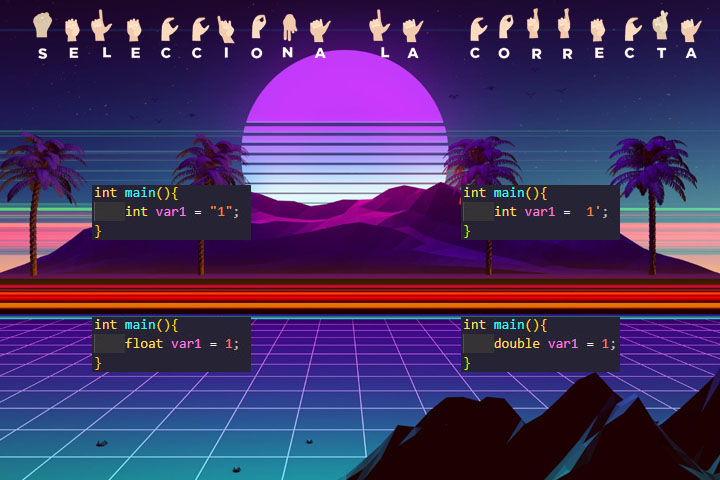 SELECCIONA LA CORRECTA
int main(){
int var1 = "1";
}
int main(){
int var1 =  1';
}
int main(){
float var1 = 1;
}
int main(){
double var1 = 1;
}